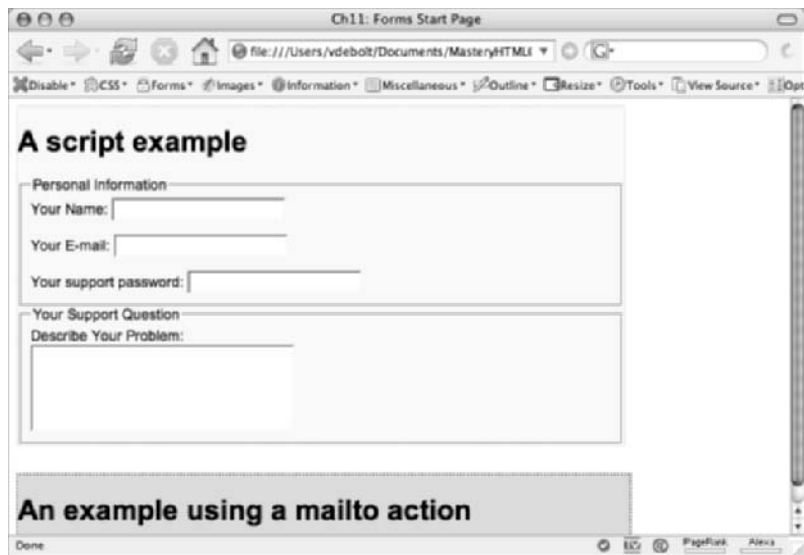 Ch11: Forms Start Page
file:///Users/vdebolt/Documents/MasteryHTML
G
Disable CSS Forms Images Information Miscellaneous Outline Resize Tools View Source Opt
A script example
Personal Information
Your Name:
Your E-mail:
Your support password:
Your Support Question
Describe Your Problem:
An example using a mailto action
Done PageRank Alexa